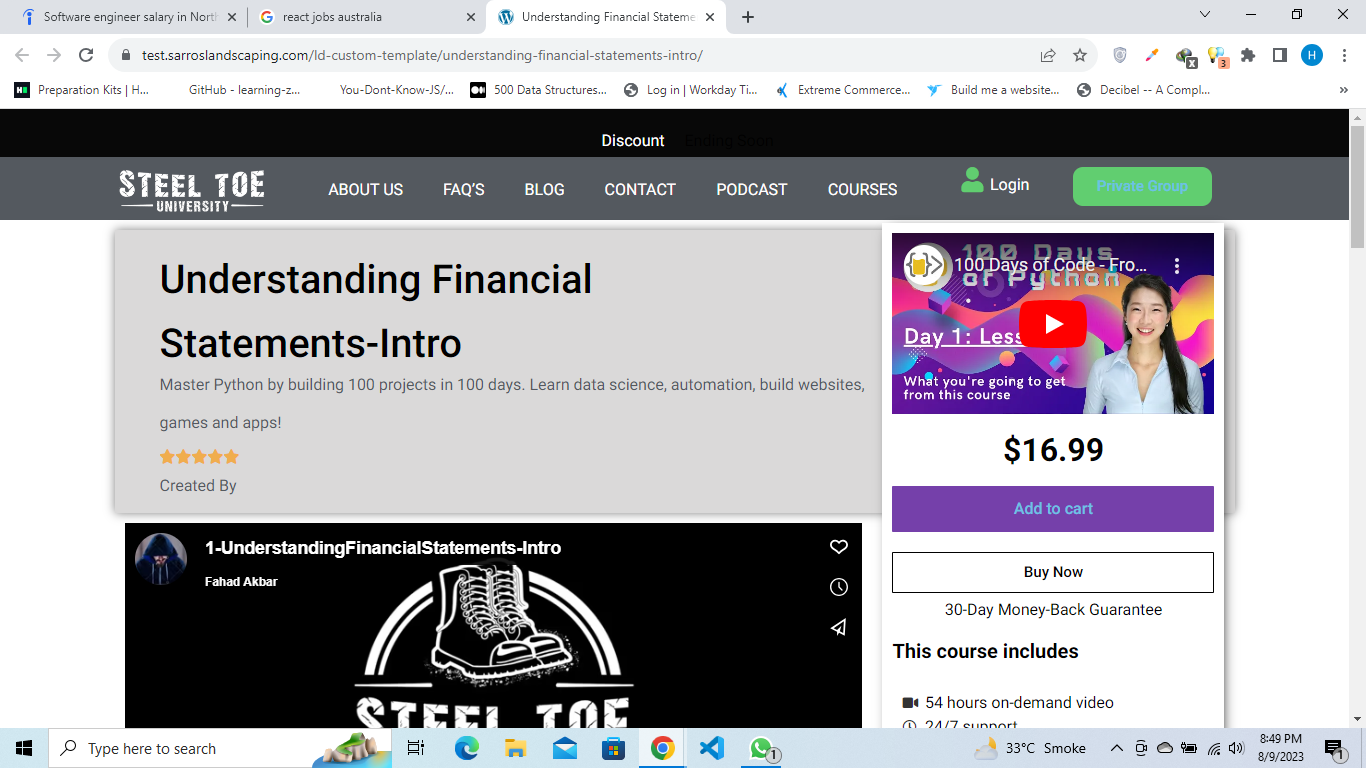 Software engineer salary in North
react jobs australia
Understanding Financial Stateme
test.sarroslandscaping.com/ld-custom-template/understanding-financial-statements-intro/
X
3
H
Preparation Kits | H...
GitHub - learning-z...
You-Dont-Know-JS/...
500 Data Structures...
Log in | Workday Ti...
Extreme Commerce...
Build me a website...
Decibel -- A Compl...
»
Discount Ending Soon
STEEL TOE
UNIVERSITY
ABOUT US
FAQ'S
BLOG
CONTACT
PODCAST
COURSES
Login
Private Group
Understanding Financial
Statements-Intro
Master Python by building 100 projects in 100 days. Learn data science, automation, build websites,
games and apps!
Created By
1-UnderstandingFinancialStatements-Intro
Fahad Akbar
STEEL TOE
100 Days
of Python
100 Days of Code - Fro...
Day 1: Less
What you're going to get
from this course
$16.99
Add to cart
Buy Now
30-Day Money-Back Guarantee
This course includes
54 hours on-demand video
24/7 support
Type here to search
1
33°C Smoke
8:49 PM
8/9/2023
1